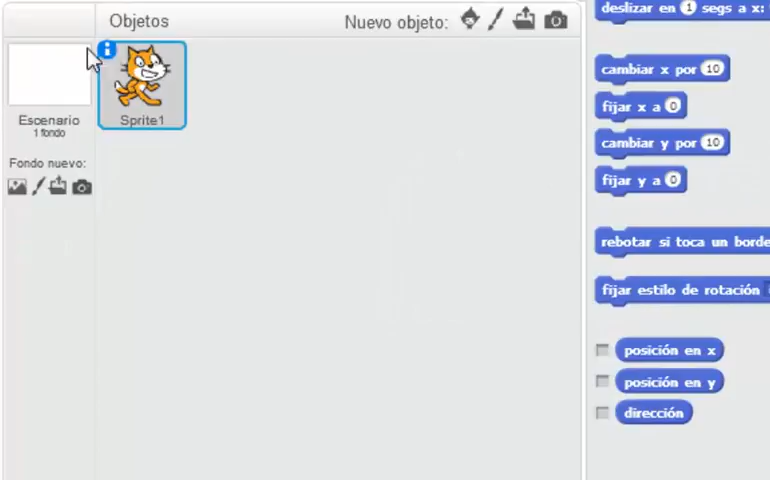 Objetos
Nuevo objeto:
i
Sprite1
Escenario
1 fondo
Fondo nuevo:
deslizar en 1 segs a x:
cambiar x por 10
fijar x a 0
cambiar y por 10
fijar y a 0
rebotar si toca un borde
fijar estilo de rotación
posición en x
posición en y
dirección